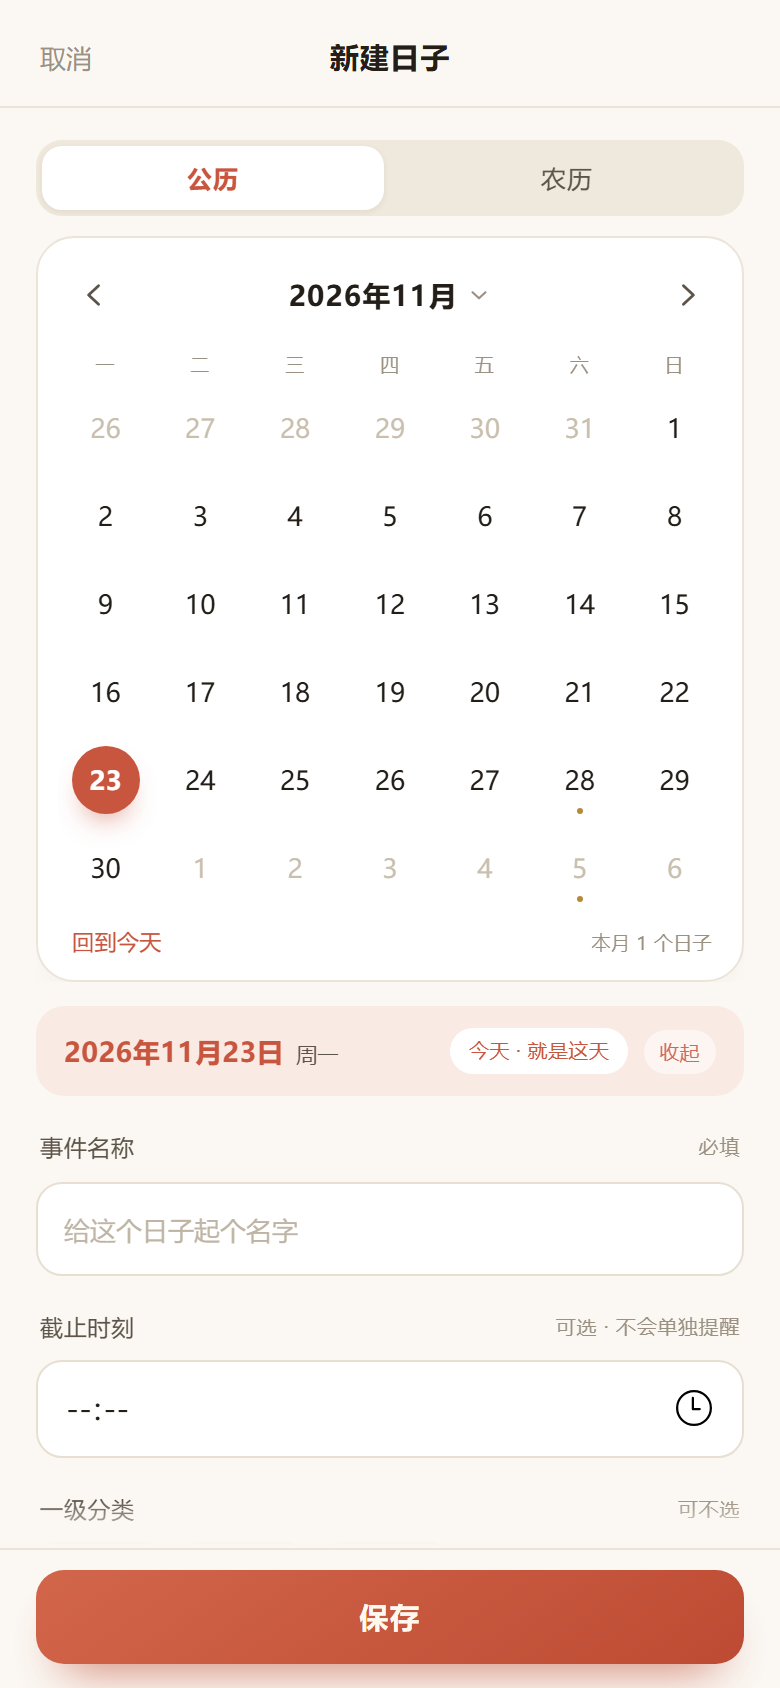 取消 新建日子
公历 农历
2026年11月
一 二 三 四 五 六 日
26 27 28 29 30 31 1
2 3 4 5 6 7 8
9 10 11 12 13 14 15
16 17 18 19 20 21 22
23 24 25 26 27 28 29
30 1 2 3 4 5 6
回到今天 本月 1 个日子
2026年11月23日 周一 今天 · 就是这天 收起
事件名称 必填
给这个日子起个名字
截止时刻 可选 · 不会单独提醒
--:--
一级分类 可不选
保存